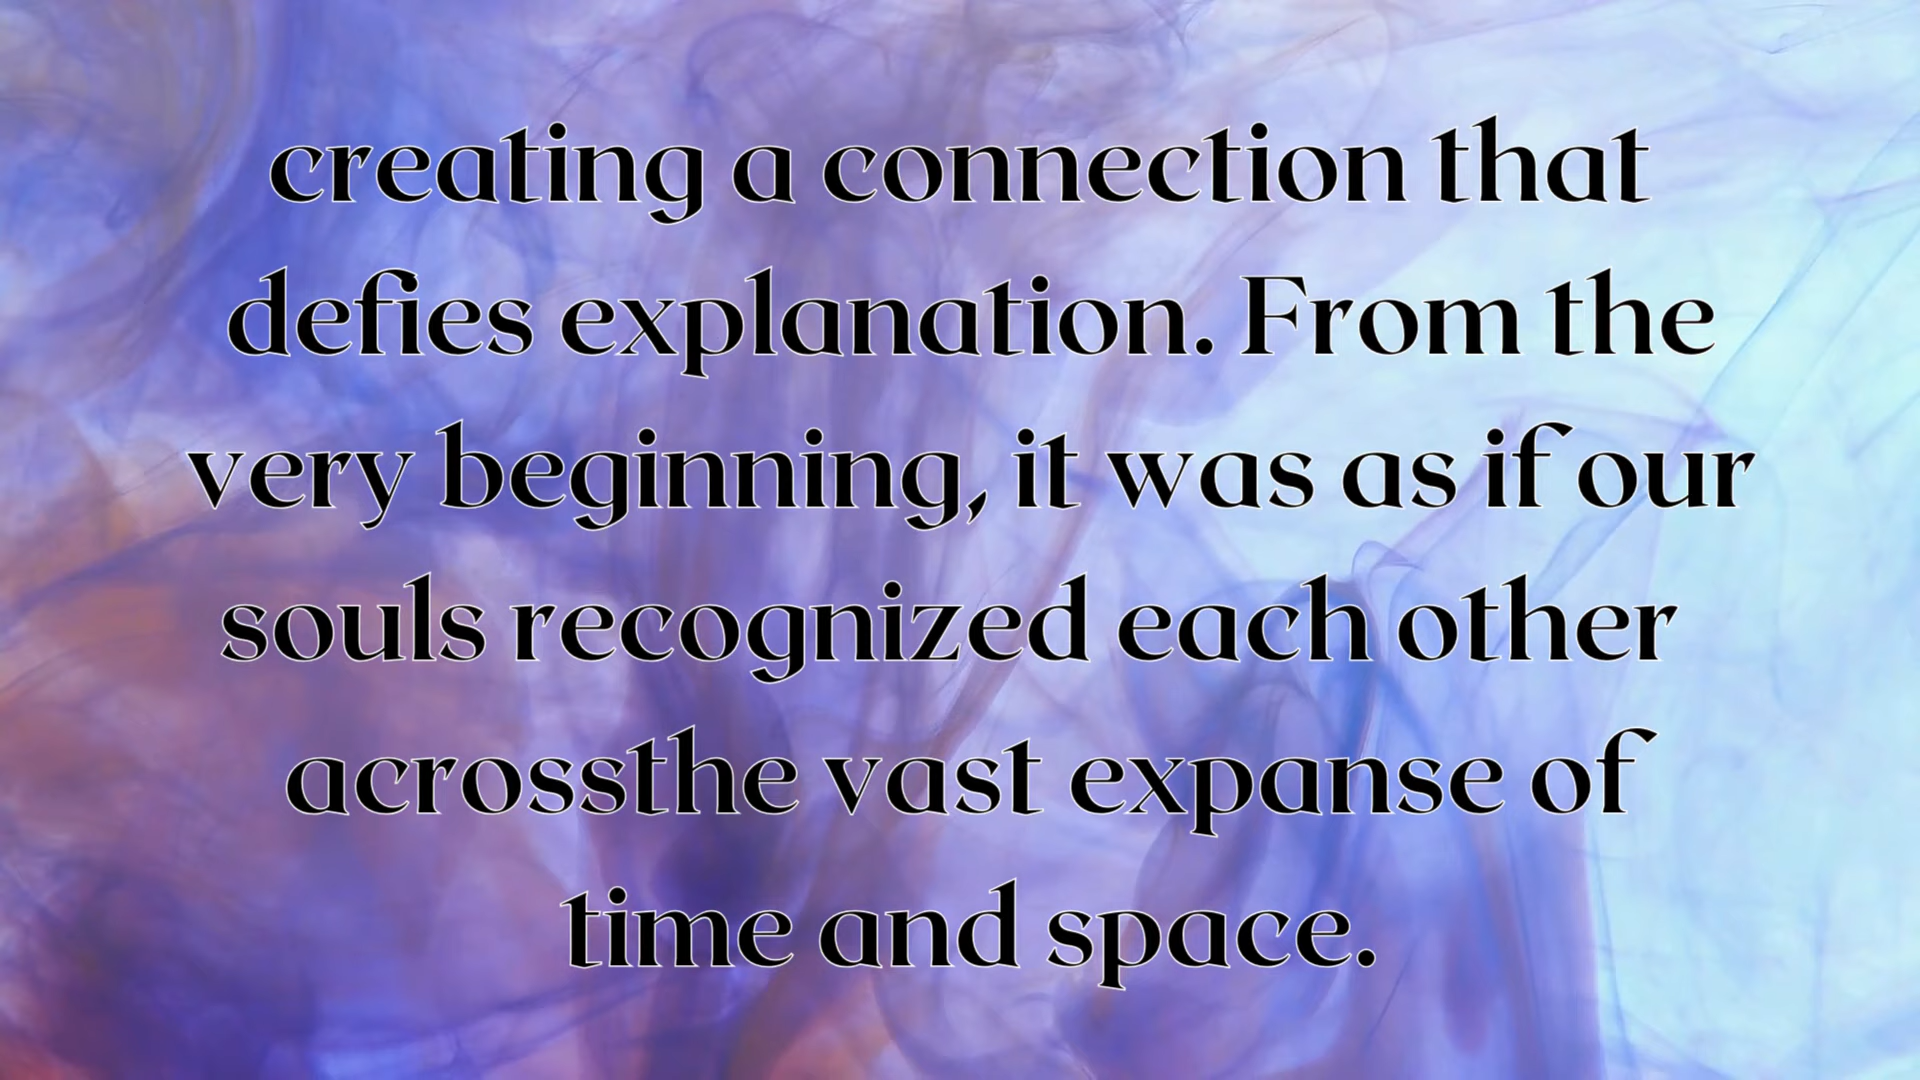 creating a connection that
defies explanation. From the
very beginning, it was as if our
souls recognized each other
acrossthe vast expanse of
time and space.